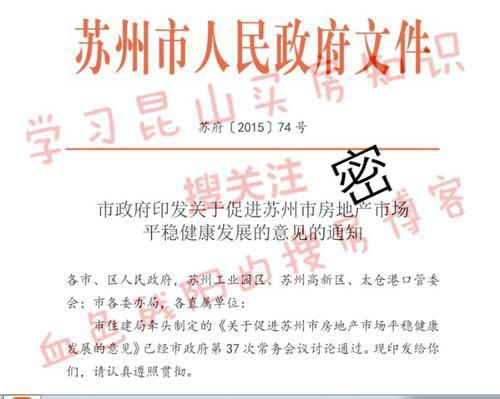 苏州市人民政府文件
学习昆山买房知识
苏府〔2015〕74号
搜关注
密
市政府印发关于促进苏州市房地产市场
平稳健康发展的意见的通知
血色残阳的搜房博客
各市、区人民政府，苏州工业园区、苏州高新区、太仓港口管委
会；市各委办局，各直属单位：
市住建局牵头制定的《关于促进苏州市房地产市场平稳健康
发展的意见》已经市政府第37次常务会议讨论通过。现印发给你
们，请认真遵照贯彻。